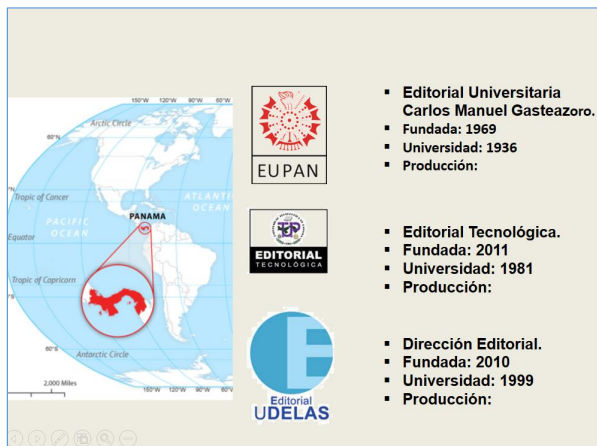 150°W 120°W 90°W 60°W
Arctic Circle
60°N
Tropic of Cancer
ATLANTIC
OCEAN
PANAMA
PACIFIC
OCEAN
Equator
Tropic of Capricorn
60°S
Antarctic Circle
2,000 Miles
150°W 120°W 90°W 60°W
EUPAN
▪ Editorial Universitaria
Carlos Manuel Gasteazoro.
▪ Fundada: 1969
▪ Universidad: 1936
▪ Producción:
EDITORIAL
TECNOLÓGICA
▪ Editorial Tecnológica.
▪ Fundada: 2011
▪ Universidad: 1981
▪ Producción:
E
Editorial
UDELAS
▪ Dirección Editorial.
▪ Fundada: 2010
▪ Universidad: 1999
▪ Producción: